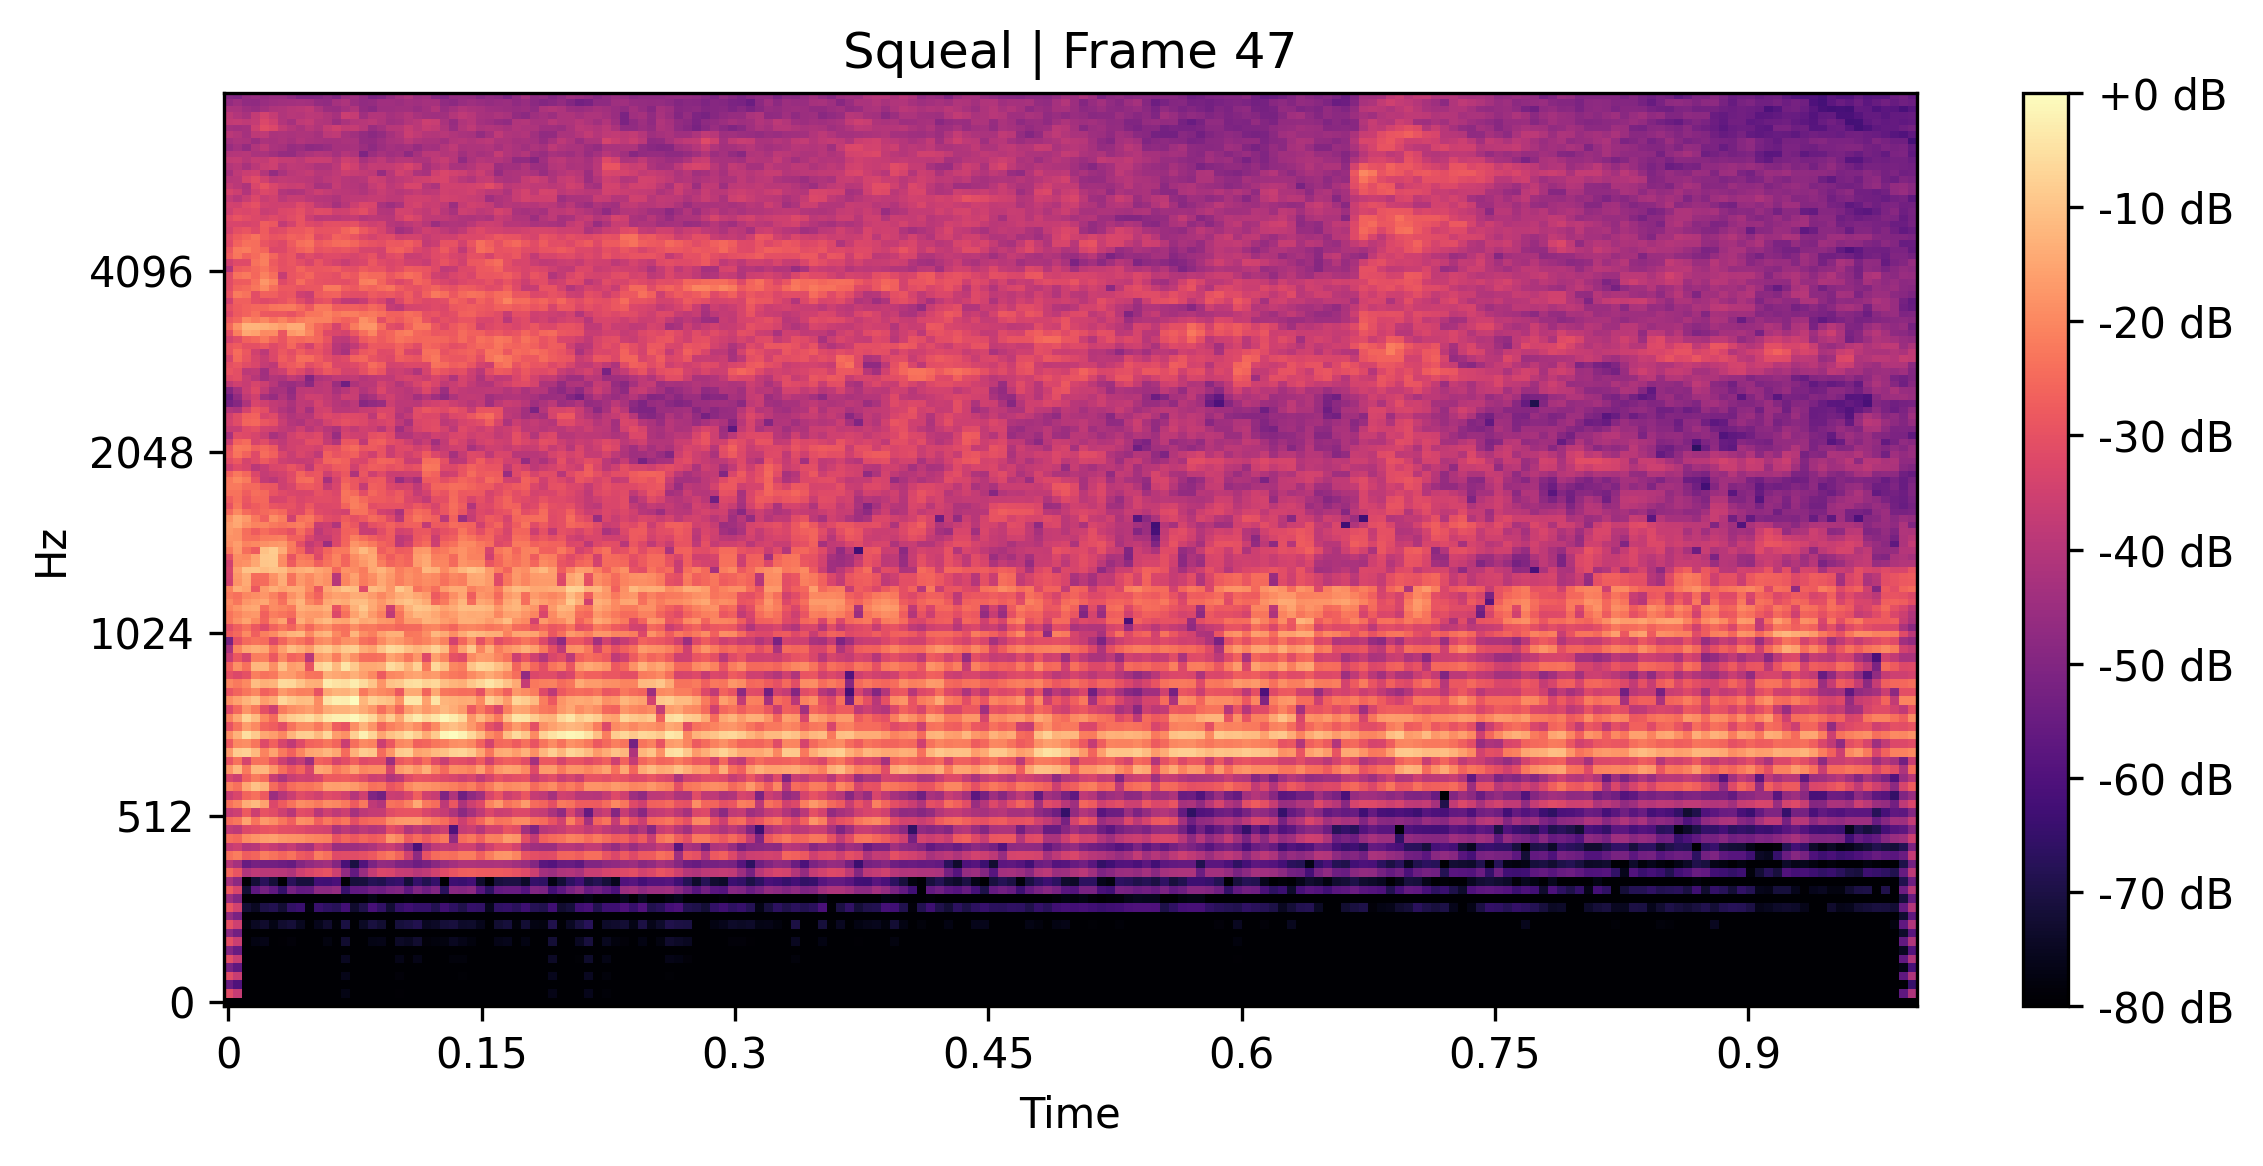 Squeal | Frame 47
+0 dB
-10 dB
-20 dB
-30 dB
-40 dB
-50 dB
-60 dB
-70 dB
-80 dB
Hz
4096
2048
1024
512
0
0 0.15 0.3 0.45 0.6 0.75 0.9
Time